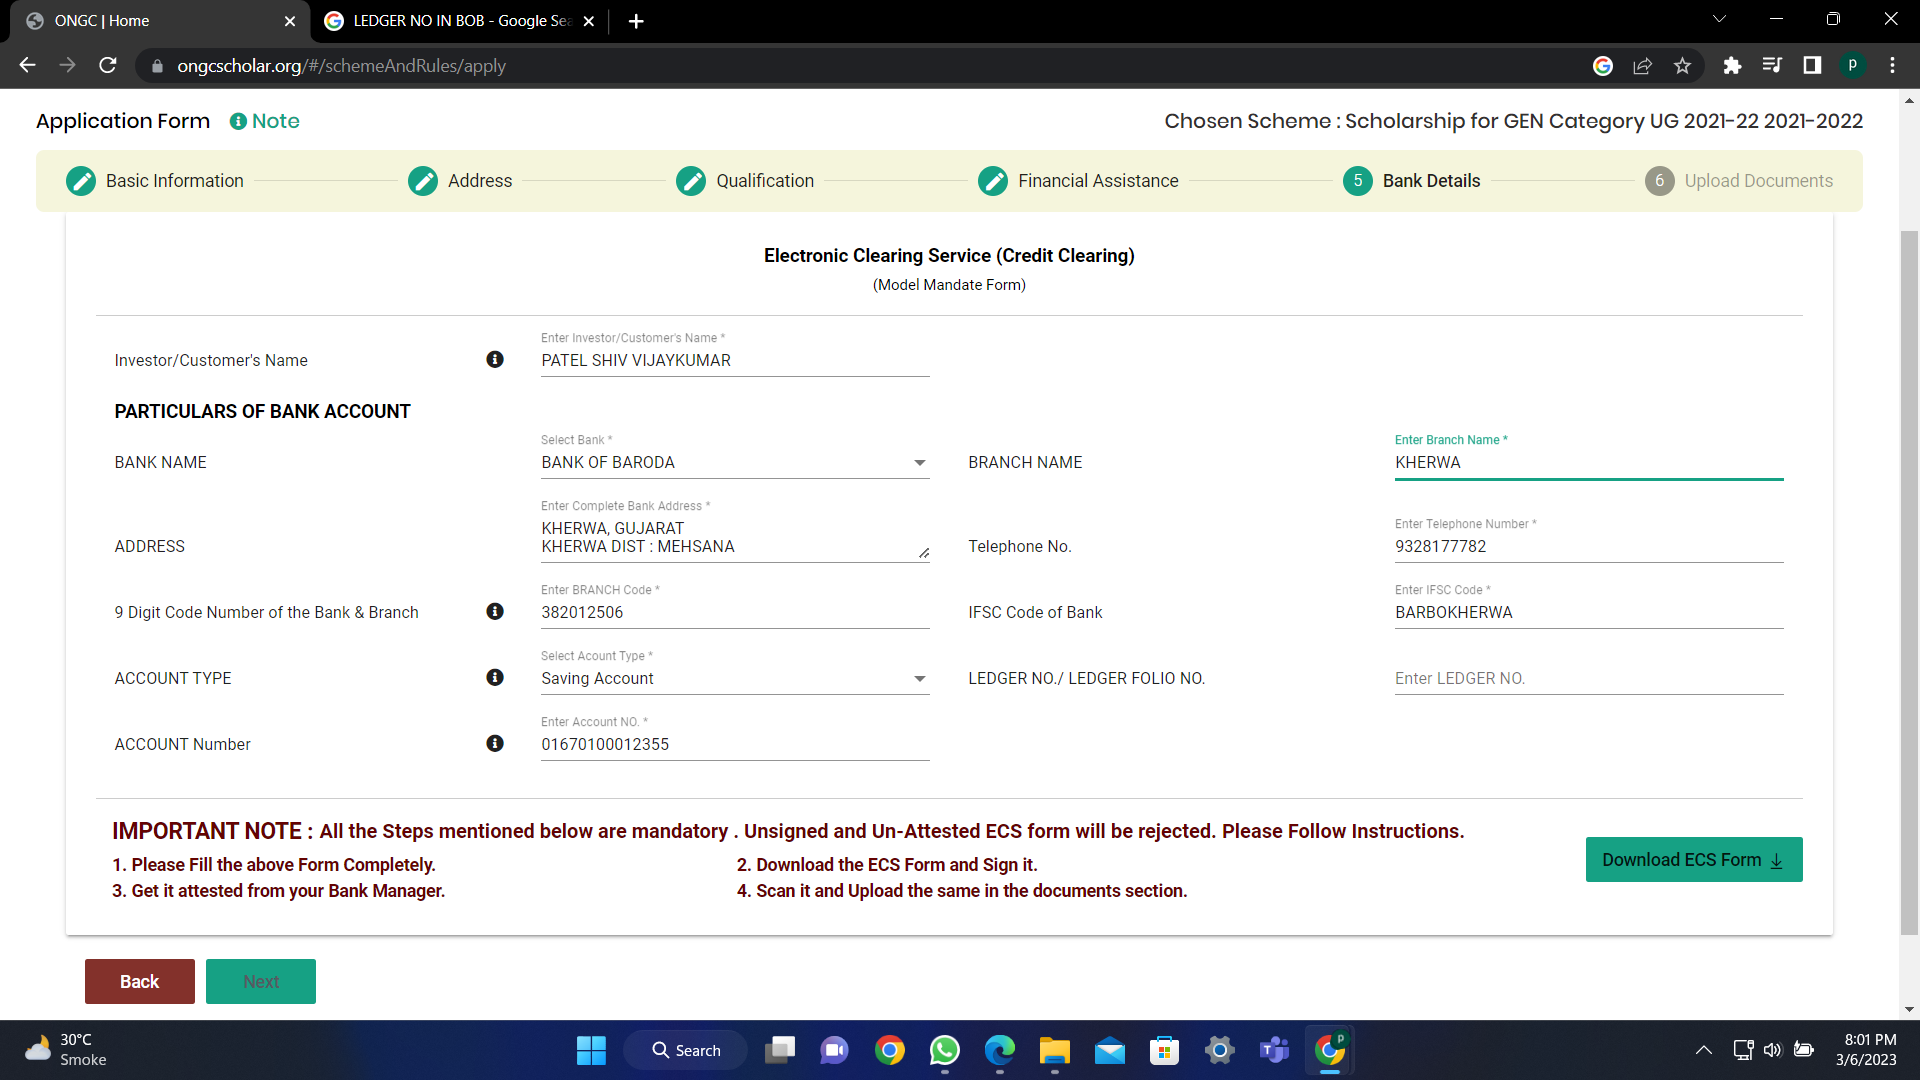 ONGC | Home
LEDGER NO IN BOB - Google Sea
ongcscholar.org/#/schemeAndRules/apply
P
Application Form
Note
Chosen Scheme : Scholarship for GEN Category UG 2021-22 2021-2022
Basic Information
Address
Qualification
Financial Assistance
5 Bank Details
6 Upload Documents
Electronic Clearing Service (Credit Clearing)
(Model Mandate Form)
Enter Investor/Customer's Name *
Investor/Customer's Name
PATEL SHIV VIJAYKUMAR
PARTICULARS OF BANK ACCOUNT
Select Bank *
BANK NAME
BANK OF BARODA
Enter Branch Name *
BRANCH NAME
KHERWA
Enter Complete Bank Address *
ADDRESS
KHERWA, GUJARAT
KHERWA DIST : MEHSANA
Enter Telephone Number *
Telephone No.
9328177782
Enter BRANCH Code *
9 Digit Code Number of the Bank & Branch
382012506
Enter IFSC Code *
IFSC Code of Bank
BARBOKHERWA
Select Acount Type *
ACCOUNT TYPE
Saving Account
LEDGER NO./ LEDGER FOLIO NO.
Enter LEDGER NO.
Enter Account NO. *
ACCOUNT Number
01670100012355
IMPORTANT NOTE : All the Steps mentioned below are mandatory . Unsigned and Un-Attested ECS form will be rejected. Please Follow Instructions.
1. Please Fill the above Form Completely.
2. Download the ECS Form and Sign it.
3. Get it attested from your Bank Manager.
4. Scan it and Upload the same in the documents section.
Download ECS Form
Back
Next
30°C
Smoke
Search
8:01 PM
3/6/2023